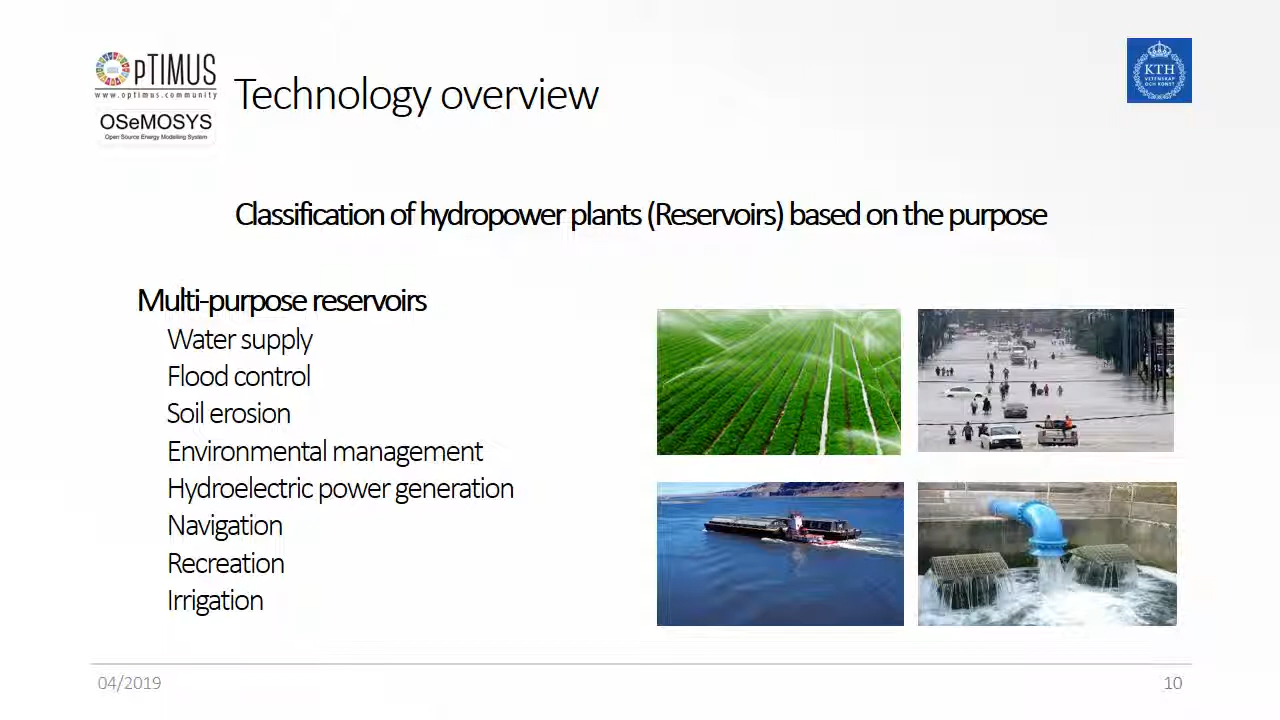 OpTIMUS
www.optimus.community
OSeMOSYS
Open Source Energy Modelling System
Technology overview
KTH
VETENSKAP
OCH KONST
Classification of hydropower plants (Reservoirs) based on the purpose
Multi-purpose reservoirs
Water supply
Flood control
Soil erosion
Environmental management
Hydroelectric power generation
Navigation
Recreation
Irrigation
04/2019
10